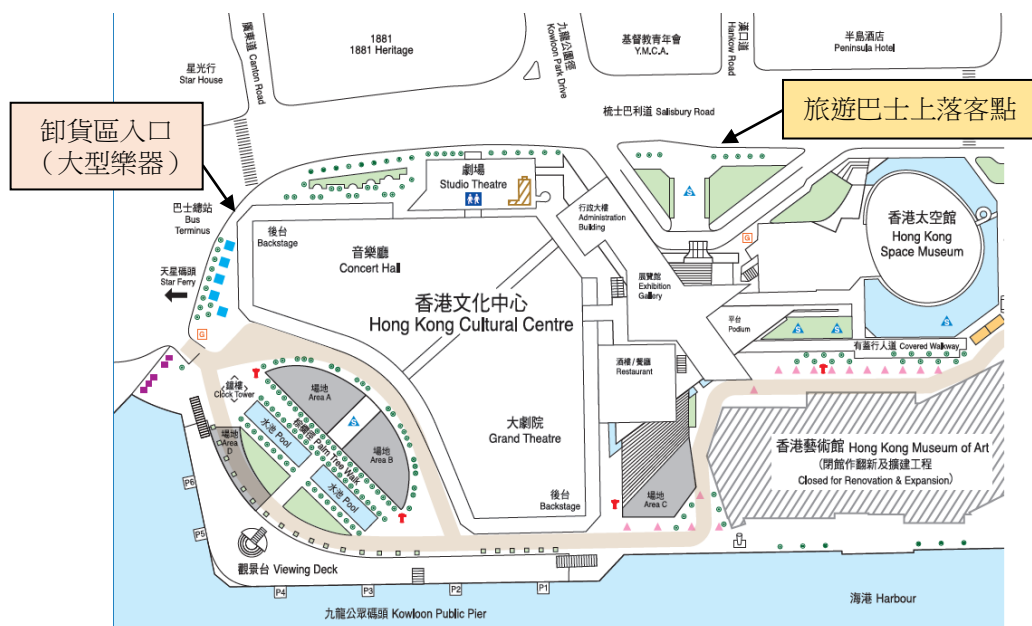 廣東道 Canton Road
1881
1881 Heritage
九龍公園徑
Kowloon Park Drive
基督教青年會
Y.M.C.A.
漢口道
Hankow Road
半島酒店
Peninsula Hotel
星光行
Star House
梳士巴利道 Salisbury Road
卸貨區入口
（大型樂器）
旅遊巴士上落客點
劇場
Studio Theatre
S
行政大樓
Administration
Building
香港太空館
Hong Kong
Space Museum
巴士總站
Bus
Terminus
後台
Backstage
音樂廳
Concert Hall
G
天星碼頭
Star Ferry
展覽館
Exhibition
Gallery
香港文化中心
Hong Kong Cultural Centre
平台
Podium
S
S
S
G
有蓋行人道 Covered Walkway
酒樓/餐廳
Restaurant
鐘樓
Clock Tower
場地
Area A
S
水池 Pool
棕櫚徑 Palm Tree Walk
場地
Area B
場地
Area D
水池 Pool
大劇院
Grand Theatre
香港藝術館 Hong Kong Museum of Art
(閉館作翻新及擴建工程
Closed for Renovation & Expansion)
後台
Backstage
場地
Area C
P6
P5
觀景台 Viewing Deck
P4
P3
P2
P1
九龍公眾碼頭 Kowloon Public Pier
海港 Harbour